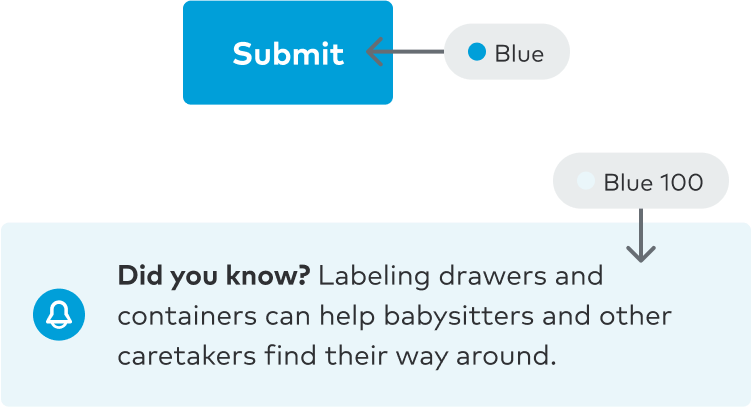 Submit
Blue
Blue 100
Did you know? Labeling drawers and
containers can help babysitters and other
caretakers find their way around.